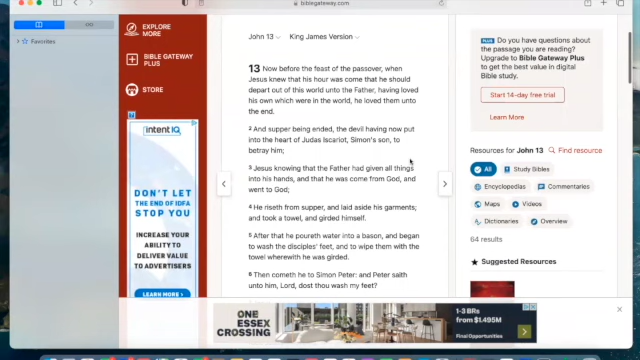 biblegateway.com
Favorites
EXPLORE
MORE
BIBLE GATEWAY
PLUS
STORE
intent IQ
DON'T LET
THE END OF IDFA
STOP YOU
INCREASE YOUR
ABILITY TO
DELIVER VALUE
TO ADVERTISERS
LEARN MORE
John 13
King James Version
13 Now before the feast of the passover, when
Jesus knew that his hour was come that he should
depart out of this world unto the Father, having loved
his own which were in the world, he loved them unto
the end.
2 And supper being ended, the devil having now put
into the heart of Judas Iscariot, Simon's son, to
betray him;
3 Jesus knowing that the Father had given all things
into his hands, and that he was come from God, and
went to God;
4 He riseth from supper, and laid aside his garments;
and took a towel, and girded himself.
5 After that he poureth water into a bason, and began
to wash the disciples' feet, and to wipe them with the
towel wherewith he was girded.
6 Then cometh he to Simon Peter: and Peter saith
unto him, Lord, dost thou wash my feet?
PLUS Do you have questions about
the passage you are reading?
Upgrade to Bible Gateway Plus
to get the best value in digital
Bible study.
Start 14-day free trial
Learn More
Resources for John 13
Find resource
All
Study Bibles
Encyclopedias
Commentaries
Maps
Videos
Dictionaries
Overview
64 results
Suggested Resources
ONE
ESSEX
CROSSING
1-3 BRs
from $1.495M
Final Opportunities